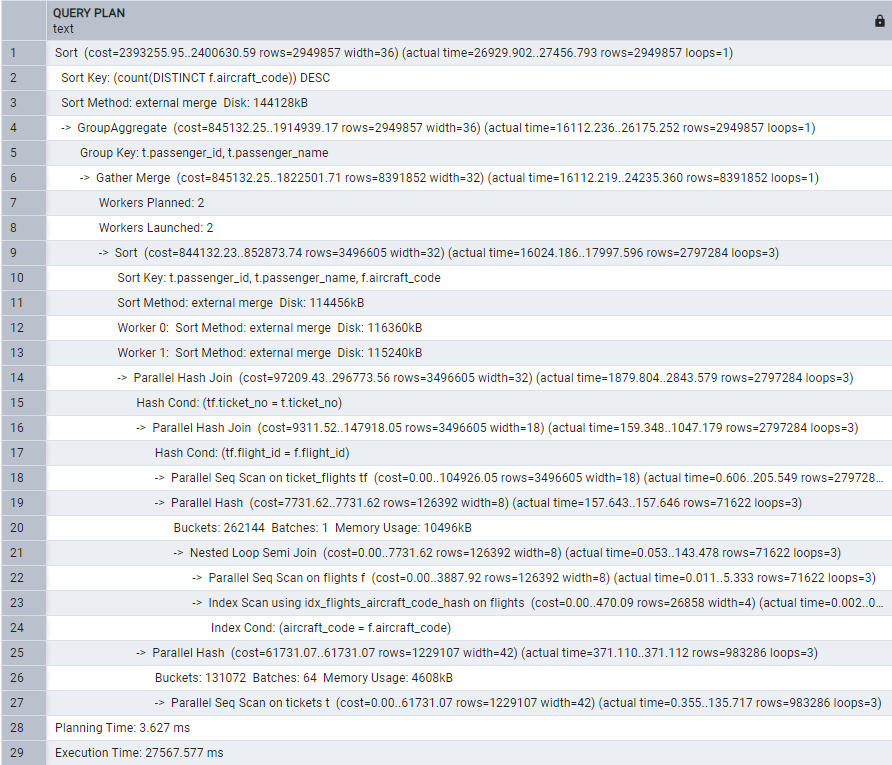 QUERY PLAN
text
1 Sort (cost=2393255.95..2400630.59 rows=2949857 width=36) (actual time=26929.902..27456.793 rows=2949857 loops=1)
2 Sort Key: (count(DISTINCT f.aircraft_code)) DESC
3 Sort Method: external merge Disk: 144128kB
4 -> GroupAggregate (cost=845132.25..1914939.17 rows=2949857 width=36) (actual time=16112.236..26175.252 rows=2949857 loops=1)
5 Group Key: t.passenger_id, t.passenger_name
6 -> Gather Merge (cost=845132.25..1822501.71 rows=8391852 width=32) (actual time=16112.219..24235.360 rows=8391852 loops=1)
7 Workers Planned: 2
8 Workers Launched: 2
9 -> Sort (cost=844132.23..852873.74 rows=3496605 width=32) (actual time=16024.186..17997.596 rows=2797284 loops=3)
10 Sort Key: t.passenger_id, t.passenger_name, f.aircraft_code
11 Sort Method: external merge Disk: 114456kB
12 Worker 0: Sort Method: external merge Disk: 116360kB
13 Worker 1: Sort Method: external merge Disk: 115240kB
14 -> Parallel Hash Join (cost=97209.43..296773.56 rows=3496605 width=32) (actual time=1879.804..2843.579 rows=2797284 loops=3)
15 Hash Cond: (tf.ticket_no = t.ticket_no)
16 -> Parallel Hash Join (cost=9311.52..147918.05 rows=3496605 width=18) (actual time=159.348..1047.179 rows=2797284 loops=3)
17 Hash Cond: (tf.flight_id = f.flight_id)
18 -> Parallel Seq Scan on ticket_flights tf (cost=0.00..104926.05 rows=3496605 width=18) (actual time=0.606..205.549 rows=279728...
19 -> Parallel Hash (cost=7731.62..7731.62 rows=126392 width=8) (actual time=157.643..157.646 rows=71622 loops=3)
20 Buckets: 262144 Batches: 1 Memory Usage: 10496kB
21 -> Nested Loop Semi Join (cost=0.00..7731.62 rows=126392 width=8) (actual time=0.053..143.478 rows=71622 loops=3)
22 -> Parallel Seq Scan on flights f (cost=0.00..3887.92 rows=126392 width=8) (actual time=0.011..5.333 rows=71622 loops=3)
23 -> Index Scan using idx_flights_aircraft_code_hash on flights (cost=0.00..470.09 rows=26858 width=4) (actual time=0.002..0...
24 Index Cond: (aircraft_code = f.aircraft_code)
25 -> Parallel Hash (cost=61731.07..61731.07 rows=1229107 width=42) (actual time=371.110..371.112 rows=983286 loops=3)
26 Buckets: 131072 Batches: 64 Memory Usage: 4608kB
27 -> Parallel Seq Scan on tickets t (cost=0.00..61731.07 rows=1229107 width=42) (actual time=0.355..135.717 rows=983286 loops=3)
28 Planning Time: 3.627 ms
29 Execution Time: 27567.577 ms